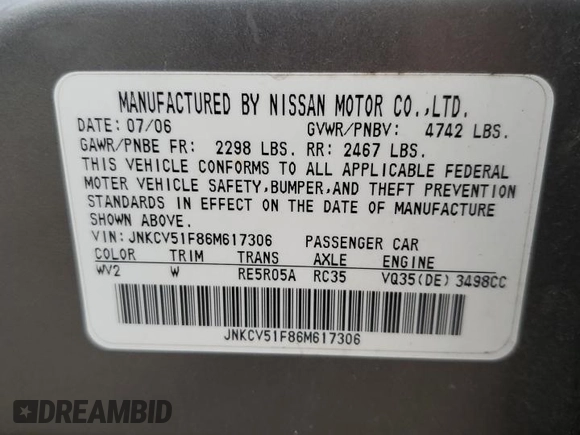 MANUFACTURED BY NISSAN MOTOR CO.,LTD.
DATE: 07/06 GVWR/PNBV: 4742 LBS.
GAWR/PNBE FR: 2298 LBS. RR: 2467 LBS.
THIS VEHICLE CONFORMS TO ALL APPLICABLE FEDERAL
MOTER VEHICLE SAFETY,BUMPER,AND THEFT PREVENTION
STANDARDS IN EFFECT ON THE DATE OF MANUFACTURE
SHOWN ABOVE.
VIN: JNKCV51F86M617306 PASSENGER CAR
COLOR TRIM TRANS AXLE ENGINE
WV2 W RE5R05A RC35 VQ35(DE) 3498CC
JNKCV51F86M617306
DREAMBID